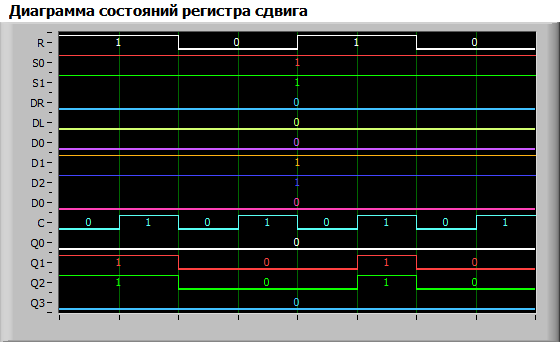 Диаграмма состояний регистра сдвига
R 1 0 1 0
S0 1
S1 1
DR 0
DL 0
D0 0
D1 1
D2 1
D0 0
C 0 1 0 1 0 1 0 1
Q0 0
Q1 1 0 1 0
Q2 1 0 1 0
Q3 0